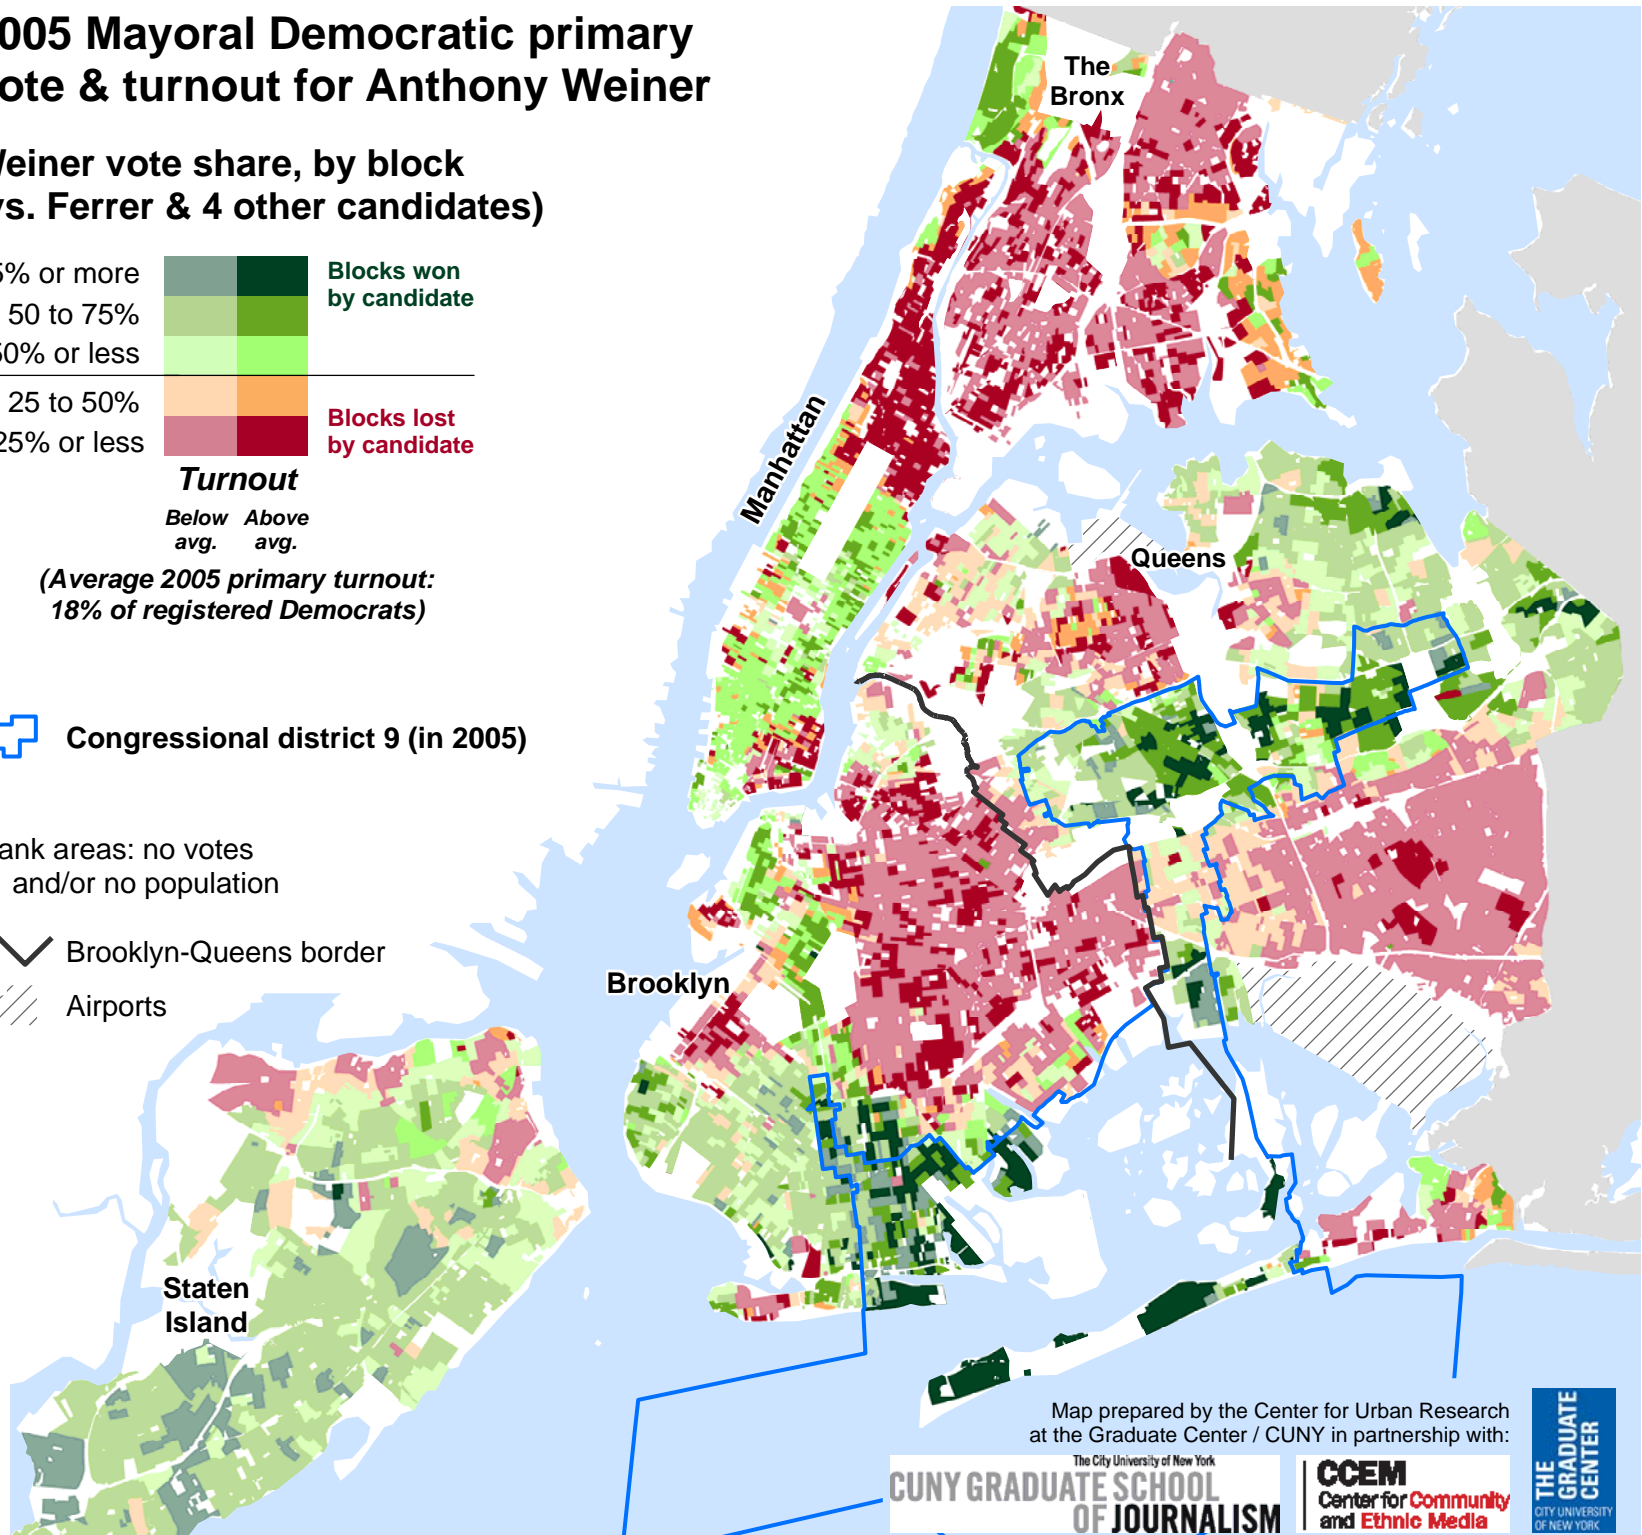 005 Mayoral Democratic primary
ote & turnout for Anthony Weiner
Weiner vote share, by block
vs. Ferrer & 4 other candidates)
5% or more
50 to 75%
50% or less
25 to 50%
25% or less
Blocks won
by candidate
Blocks lost
by candidate
Turnout
Below avg.
Above avg.
(Average 2005 primary turnout:
18% of registered Democrats)
Congressional district 9 (in 2005)
ank areas: no votes
and/or no population
Brooklyn-Queens border
Airports
The
Bronx
Manhattan
Queens
Brooklyn
Staten
Island
Map prepared by the Center for Urban Research
at the Graduate Center / CUNY in partnership with:
The City University of New York
CUNY GRADUATE SCHOOL
OF JOURNALISM
CCEM
Center for Community
and Ethnic Media
THE
GRADUATE
CENTER
CITY UNIVERSITY
OF NEW YORK